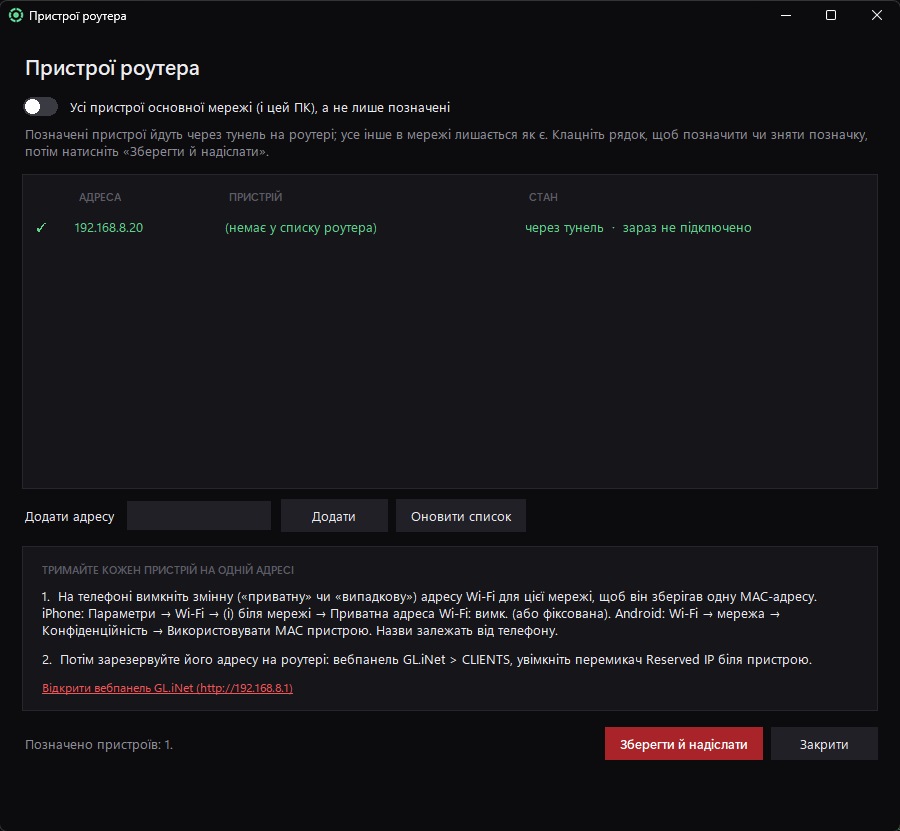 Пристрої роутера
Пристрої роутера
Усі пристрої основної мережі (і цей ПК), а не лише позначені
Позначені пристрої йдуть через тунель на роутері; усе інше в мережі лишається як є. Клацніть рядок, щоб позначити чи зняти позначку,
потім натисніть «Зберегти й надіслати».
АДРЕСА ПРИСТРІЙ СТАН
✓ 192.168.8.20 (немає у списку роутера) через тунель · зараз не підключено
Додати адресу Додати Оновити список
ТРИМАЙТЕ КОЖЕН ПРИСТРІЙ НА ОДНІЙ АДРЕСІ
1. На телефоні вимкніть змінну («приватну» чи «випадкову») адресу Wi-Fi для цієї мережі, щоб він зберігав одну MAC-адресу.
iPhone: Параметри → Wi-Fi → (i) біля мережі → Приватна адреса Wi-Fi: вимк. (або фіксована). Android: Wi-Fi → мережа →
Конфіденційність → Використовувати MAC пристрою. Назви залежать від телефону.
2. Потім зарезервуйте його адресу на роутері: вебпанель GL.iNet > CLIENTS, увімкніть перемикач Reserved IP біля пристрою.
Відкрити вебпанель GL.iNet (http://192.168.8.1)
Позначено пристроїв: 1. Зберегти й надіслати Закрити